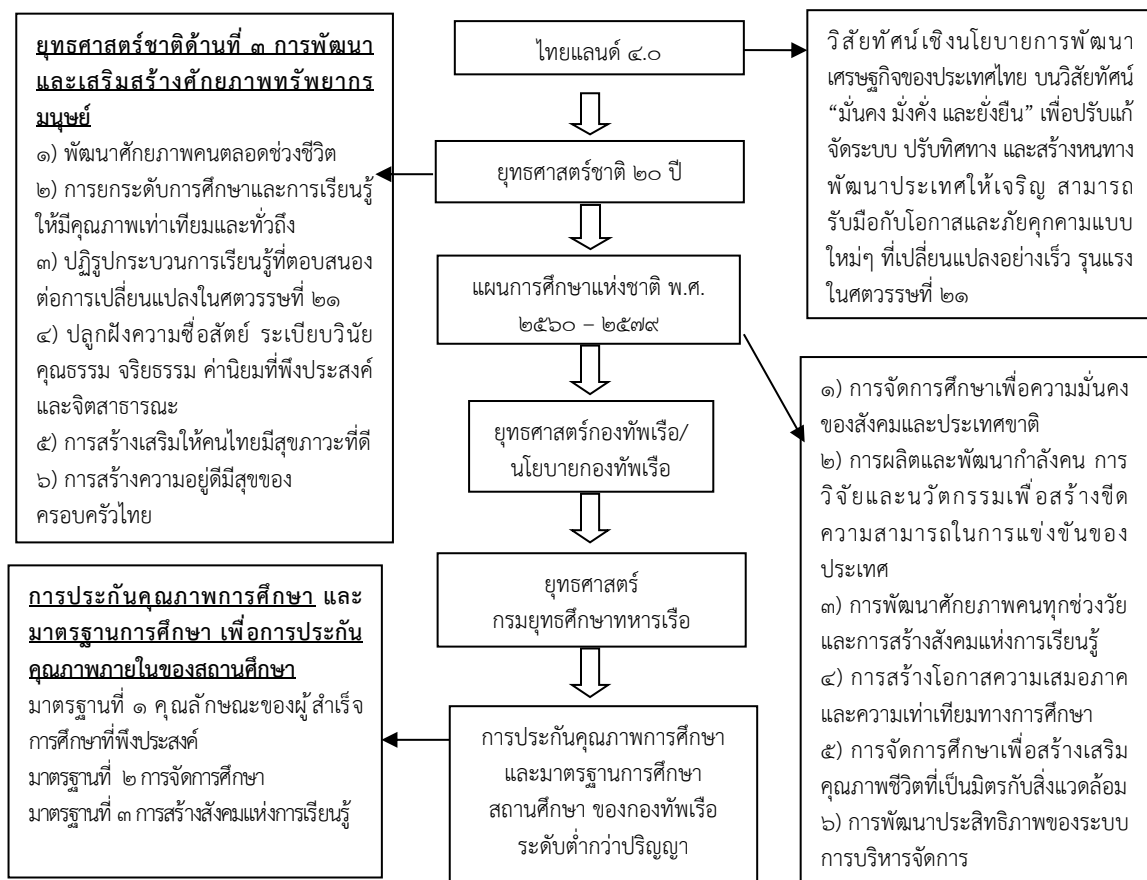 ไทยแลนด์ ๔.๐
วิสัยทัศน์เชิงนโยบายการพัฒนา
เศรษฐกิจของประเทศไทย บนวิสัยทัศน์
“มั่นคง มั่งคั่ง และยั่งยืน” เพื่อปรับแก้
จัดระบบ ปรับทิศทาง และสร้างหนทาง
พัฒนาประเทศให้เจริญ สามารถ
รับมือกับโอกาสและภัยคุกคามแบบ
ใหม่ๆ ที่เปลี่ยนแปลงอย่างเร็ว รุนแรง
ในศตวรรษที่ ๒๑
ยุทธศาสตร์ชาติ ๒๐ ปี
ยุทธศาสตร์ชาติด้านที่ ๓ การพัฒนา
และเสริมสร้างศักยภาพทรัพยากร
มนุษย์
๑) พัฒนาศักยภาพคนตลอดช่วงชีวิต
๒) การยกระดับการศึกษาและการเรียนรู้
ให้มีคุณภาพเท่าเทียมและทั่วถึง
๓) ปฏิรูปกระบวนการเรียนรู้ที่ตอบสนอง
ต่อการเปลี่ยนแปลงในศตวรรษที่ ๒๑
๔) ปลูกฝังความซื่อสัตย์ ระเบียบวินัย
คุณธรรม จริยธรรม ค่านิยมที่พึงประสงค์
และจิตสาธารณะ
๕) การสร้างเสริมให้คนไทยมีสุขภาวะที่ดี
๖) การสร้างความอยู่ดีมีสุขของ
ครอบครัวไทย
แผนการศึกษาแห่งชาติ พ.ศ.
๒๕๖๐ – ๒๕๗๙
๑) การจัดการศึกษาเพื่อความมั่นคง
ของสังคมและประเทศชาติ
๒) การผลิตและพัฒนากำลังคน การ
วิจัยและนวัตกรรมเพื่อสร้างขีด
ความสามารถในการแข่งขันของ
ประเทศ
๓) การพัฒนาศักยภาพคนทุกช่วงวัย
และการสร้างสังคมแห่งการเรียนรู้
๔) การสร้างโอกาสความเสมอภาค
และความเท่าเทียมทางการศึกษา
๕) การจัดการศึกษาเพื่อสร้างเสริม
คุณภาพชีวิตที่เป็นมิตรกับสิ่งแวดล้อม
๖) การพัฒนาประสิทธิภาพของระบบ
การบริหารจัดการ
ยุทธศาสตร์กองทัพเรือ/
นโยบายกองทัพเรือ
ยุทธศาสตร์
กรมยุทธศึกษาทหารเรือ
การประกันคุณภาพการศึกษา
และมาตรฐานการศึกษา
สถานศึกษา ของกองทัพเรือ
ระดับต่ำกว่าปริญญา
การประกันคุณภาพการศึกษา และ
มาตรฐานการศึกษา เพื่อการประกัน
คุณภาพภายในของสถานศึกษา
มาตรฐานที่ ๑ คุณลักษณะของผู้สำเร็จ
การศึกษาที่พึงประสงค์
มาตรฐานที่ ๒ การจัดการศึกษา
มาตรฐานที่ ๓ การสร้างสังคมแห่งการเรียนรู้